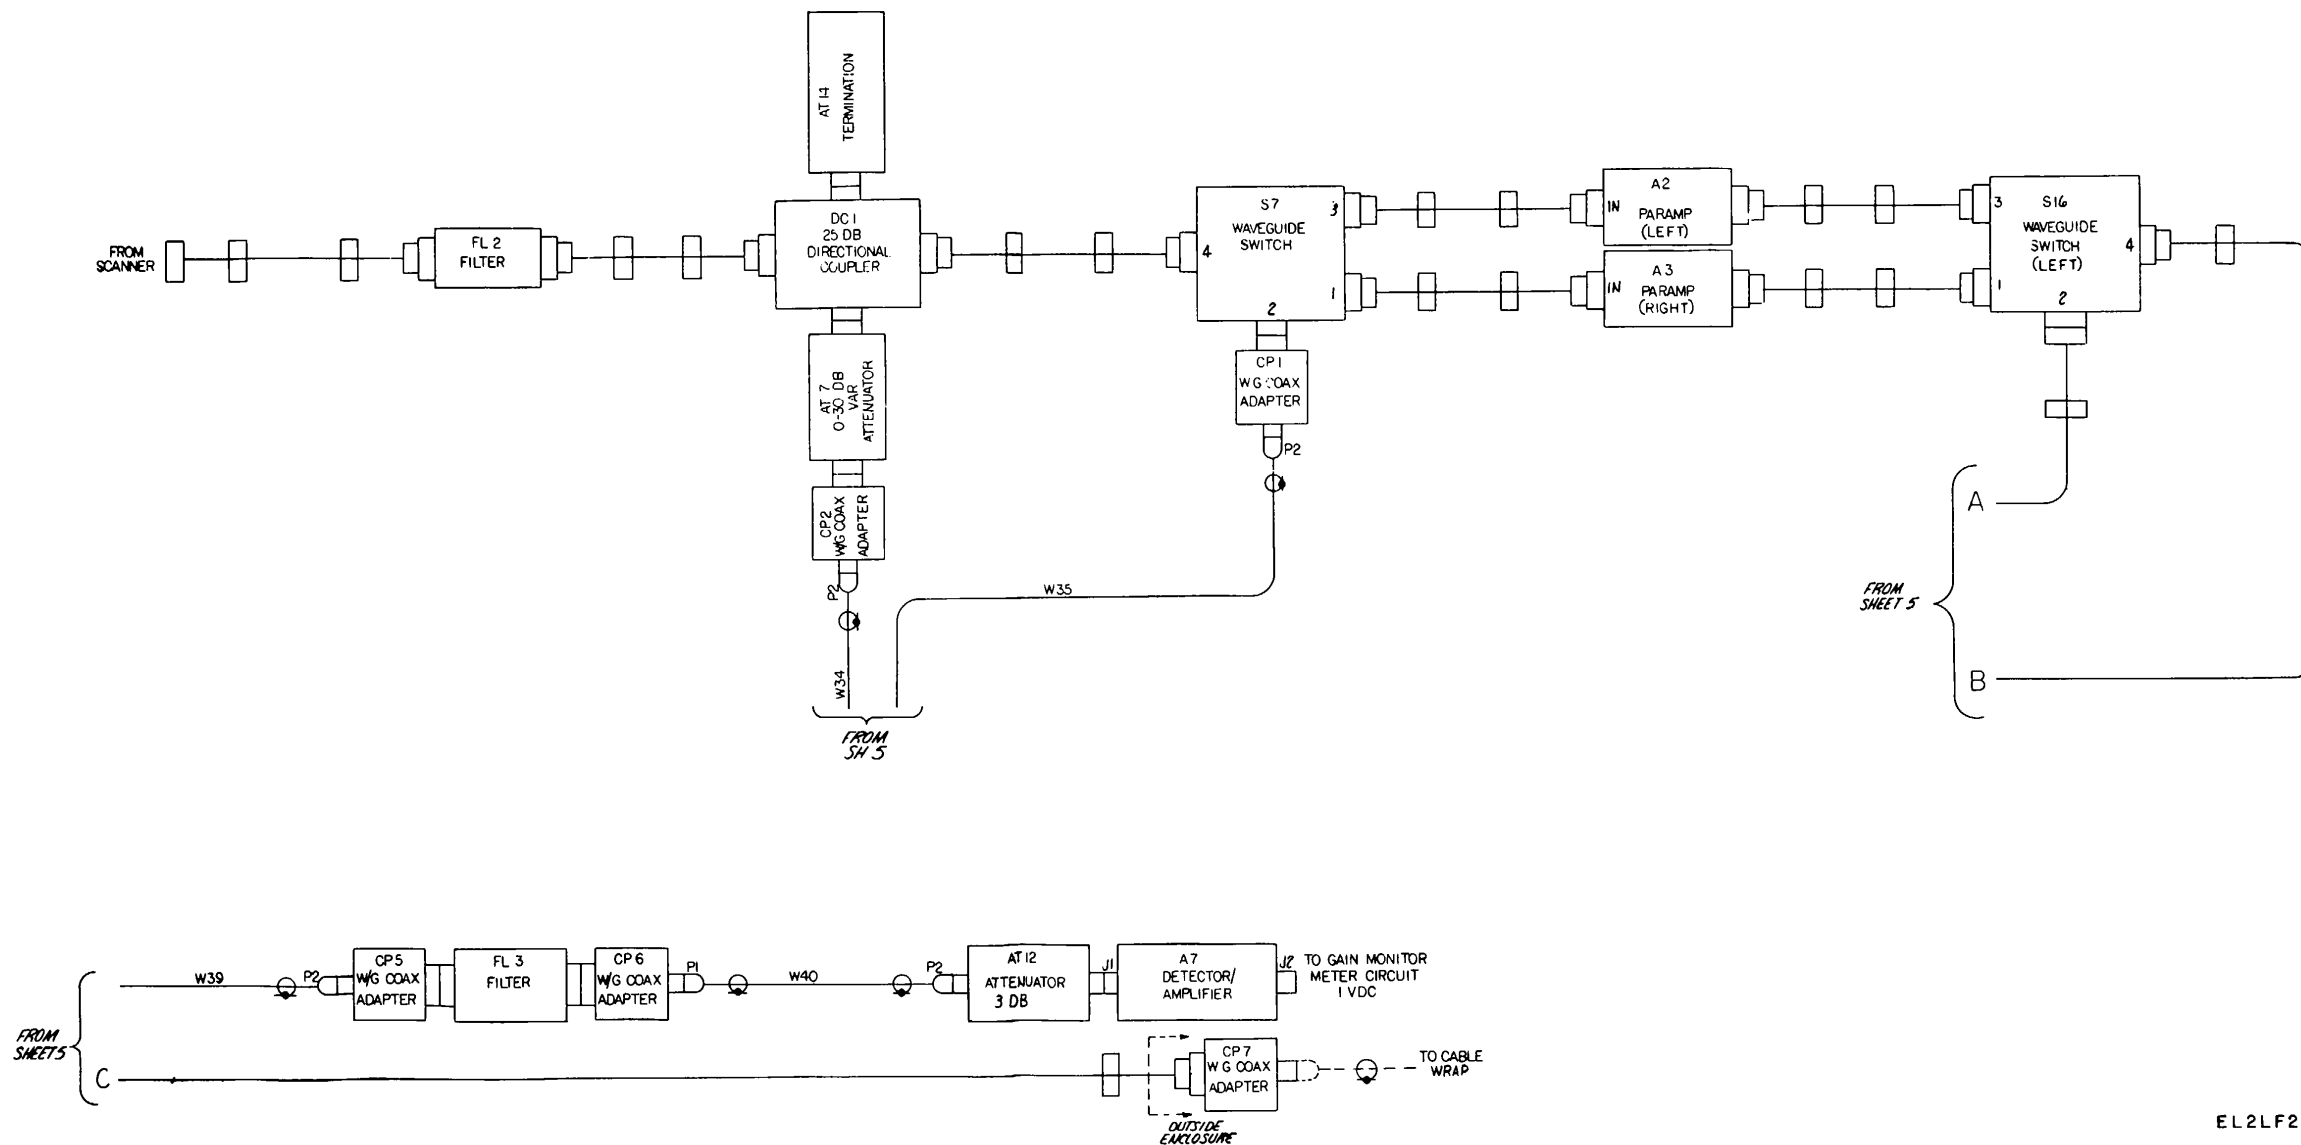 AT 14
TERMINATION
FROM
SCANNER
FL 2
FILTER
DC 1
25 DB
DIRECTIONAL
COUPLER
AT 7
0-30 DB
VAR
ATTENUATOR
CP2
W/G COAX
ADAPTER
P2
W34
FROM
SH 5
W35
4
S7
WAVEGUIDE
SWITCH
3
1
2
CP 1
W G COAX
ADAPTER
P2
IN
A2
PARAMP
(LEFT)
IN
A3
PARAMP
(RIGHT)
3
S16
WAVEGUIDE
SWITCH
(LEFT)
4
1
2
A
FROM
SHEET 5
B
FROM
SHEET 5
W39
P2
CP 5
W/G COAX
ADAPTER
FL 3
FILTER
CP 6
W/G COAX
ADAPTER
P1
W40
P2
AT 12
ATTENUATOR
3 DB
J1
A7
DETECTOR/
AMPLIFIER
J2
TO GAIN MONITOR
METER CIRCUIT
1 VDC
C
CP 7
W G COAX
ADAPTER
TO CABLE
WRAP
OUTSIDE
ENCLOSURE
EL2LF2